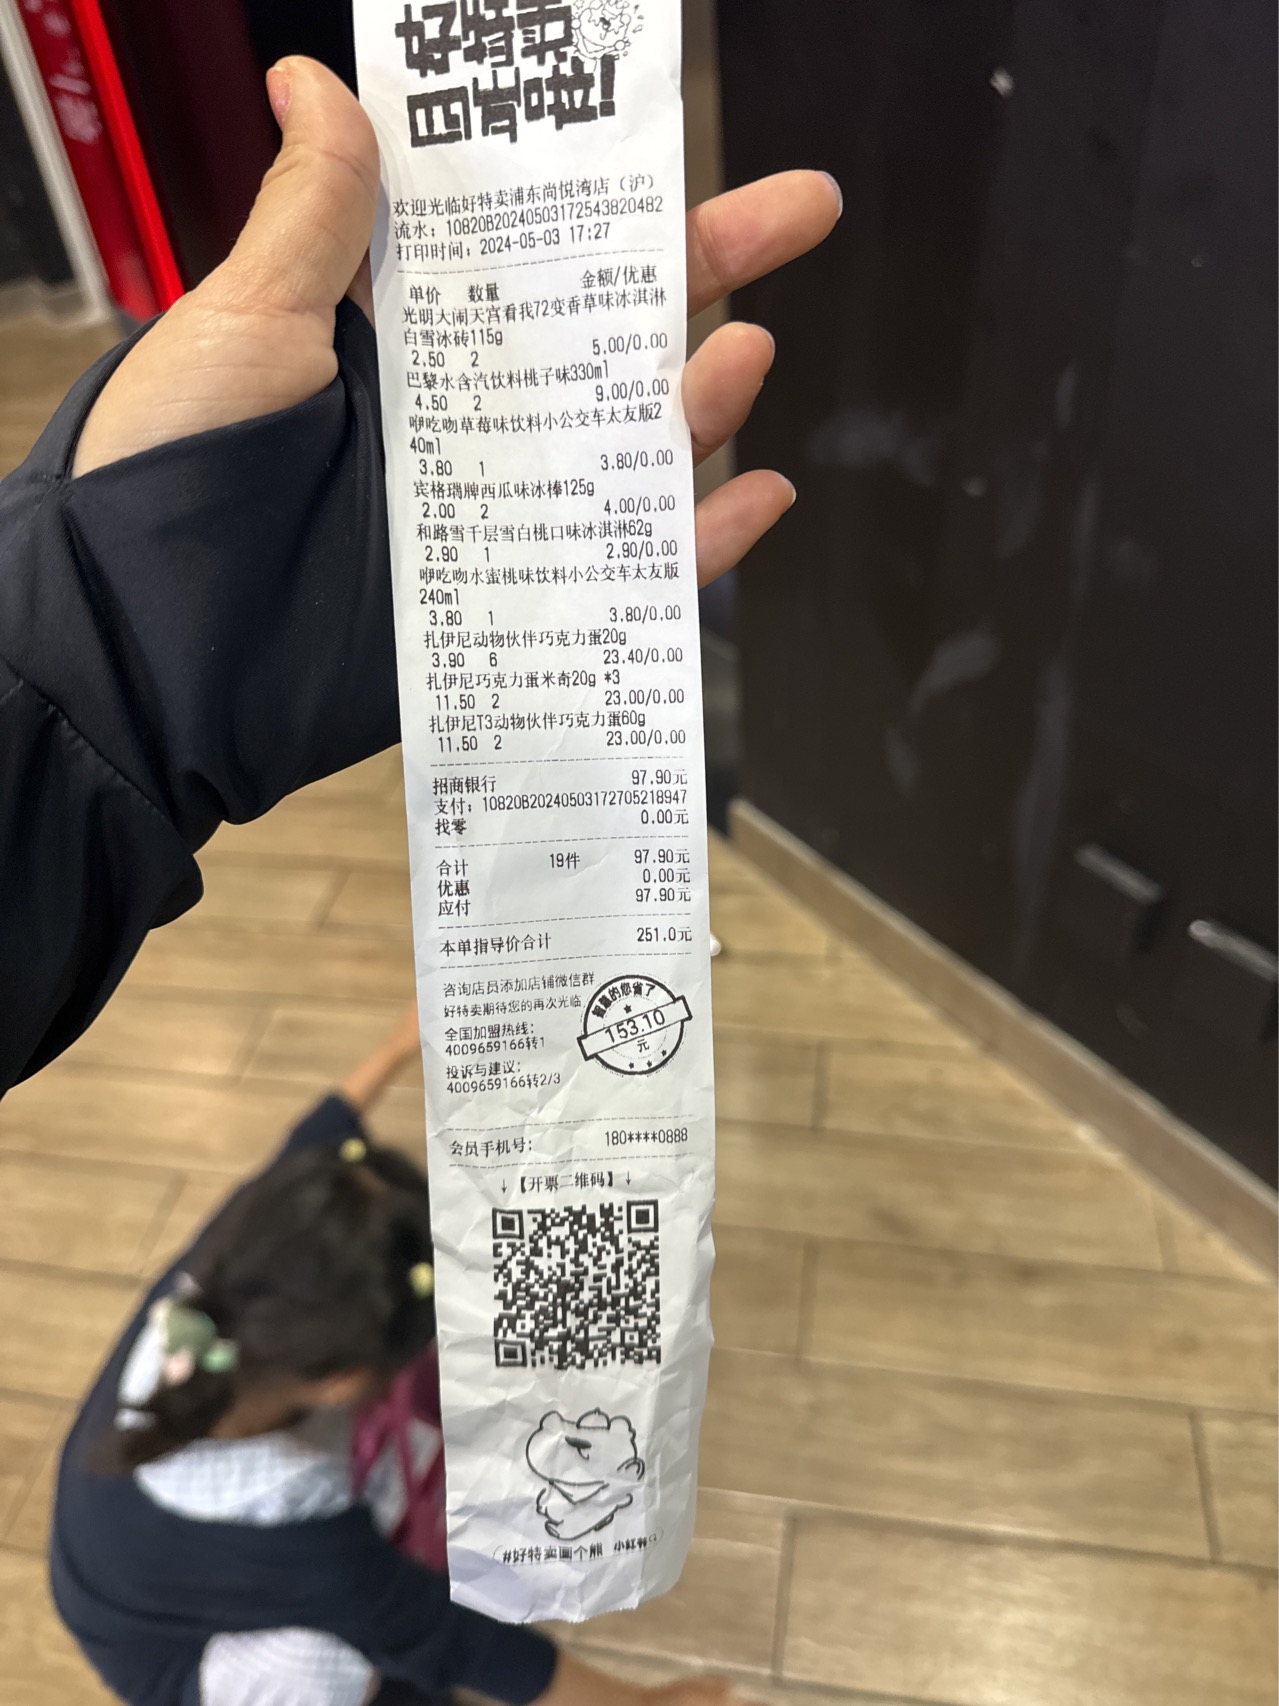 好特卖
欢迎光临好特卖浦东尚悦湾店（沪）
流水：10820B20240503172543820482
打印时间：2024-05-03 17:27
单价 数量 金额/优惠
光明大闹天宫看我72变香草味冰淇淋
白雪冰砖115g
2.50 2 5.00/0.00
巴黎水含汽饮料桃子味330ml
4.50 2 9.00/0.00
咿吃吻草莓味饮料小公交车太友版2
40ml
3.80 1 3.80/0.00
宾格瑞牌西瓜味冰棒125g
2.00 2 4.00/0.00
和路雪千层雪白桃口味冰淇淋62g
2.90 1 2.90/0.00
咿吃吻水蜜桃味饮料小公交车太友版
240ml
3.80 1 3.80/0.00
扎伊尼动物伙伴巧克力蛋20g
3.90 6 23.40/0.00
扎伊尼巧克力蛋米奇20g *3
11.50 2 23.00/0.00
扎伊尼T3动物伙伴巧克力蛋60g
11.50 2 23.00/0.00
招商银行 97.90元
支付：10820B20240503172705218947
找零 0.00元
合计 19件 97.90元
优惠 0.00元
应付 97.90元
本单指导价合计 251.0元
咨询店员添加店铺微信群
好特卖期待您的再次光临
全国加盟热线：
4009659166转1
投诉与建议：
4009659166转2/3
的您省了
153.10
元
会员手机号： 180****0888
↓【开票二维码】↓
#好特卖画个熊 小红书